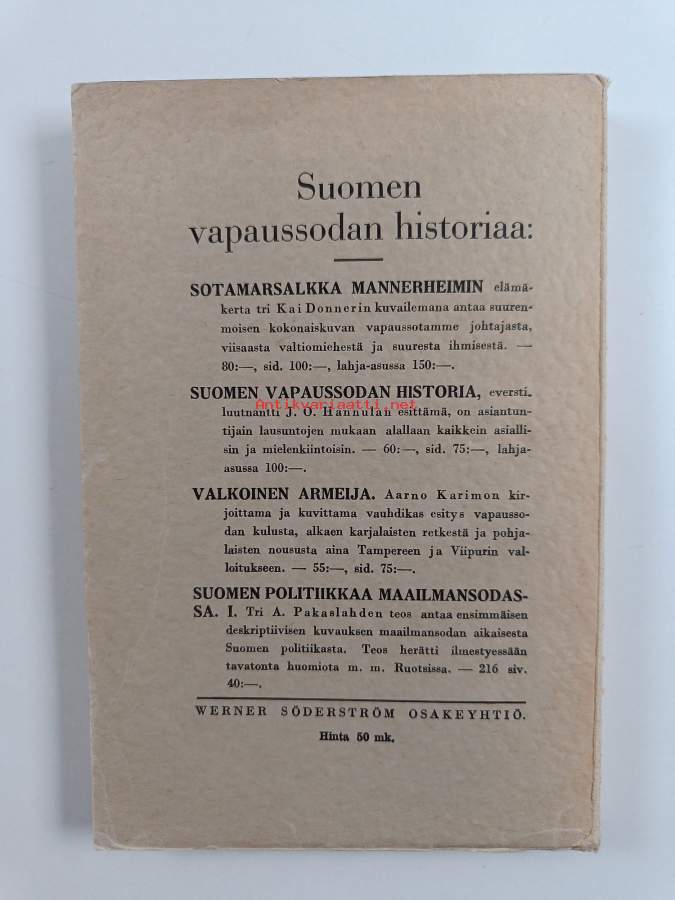 Suomen
vapaussodan historiaa:
SOTAMARSALKKA MANNERHEIMIN elämä-
kerta tri Kai Donnerin kuvailemana antaa suuren-
moisen kokonaiskuvan vapaussotamme johtajasta,
viisaasta valtiomiehestä ja suuresta ihmisestä. —
80:—, sid. 100:—, lahja-asussa 150:—.
SUOMEN VAPAUSSODAN HISTORIA, eversti-
luutnantti J. O. Hannulan esittämä, on asiantun-
Antikvariaatti.net
tijain lausuntojen mukaan alallaan kaikkein asialli-
sin ja mielenkiintoisin. — 60:—, sid. 75:—, lahja-
asussa 100:—.
VALKOINEN ARMEIJA. Aarno Karimon kir-
joittama ja kuvittama vauhdikas esitys vapausso-
dan kulusta, alkaen karjalaisten retkestä ja pohja-
laisten noususta aina Tampereen ja Viipurin val-
loitukseen. — 55:—, sid. 75:—.
SUOMEN POLITIIKKAA MAAILMANSODAS-
SA. I. Tri A. Pakaslahden teos antaa ensimmäisen
deskriptiivisen kuvauksen maailmansodan aikaisesta
Suomen politiikasta. Teos herätti ilmestyessään
tavatonta huomiota m. m. Ruotsissa. — 216 siv.
40:—.
WERNER SÖDERSTRÖM OSAKEYHTIÖ.
Hinta 50 mk.